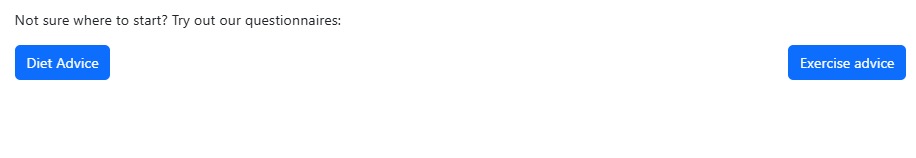 Not sure where to start? Try out our questionnaires:
Diet Advice
Exercise advice